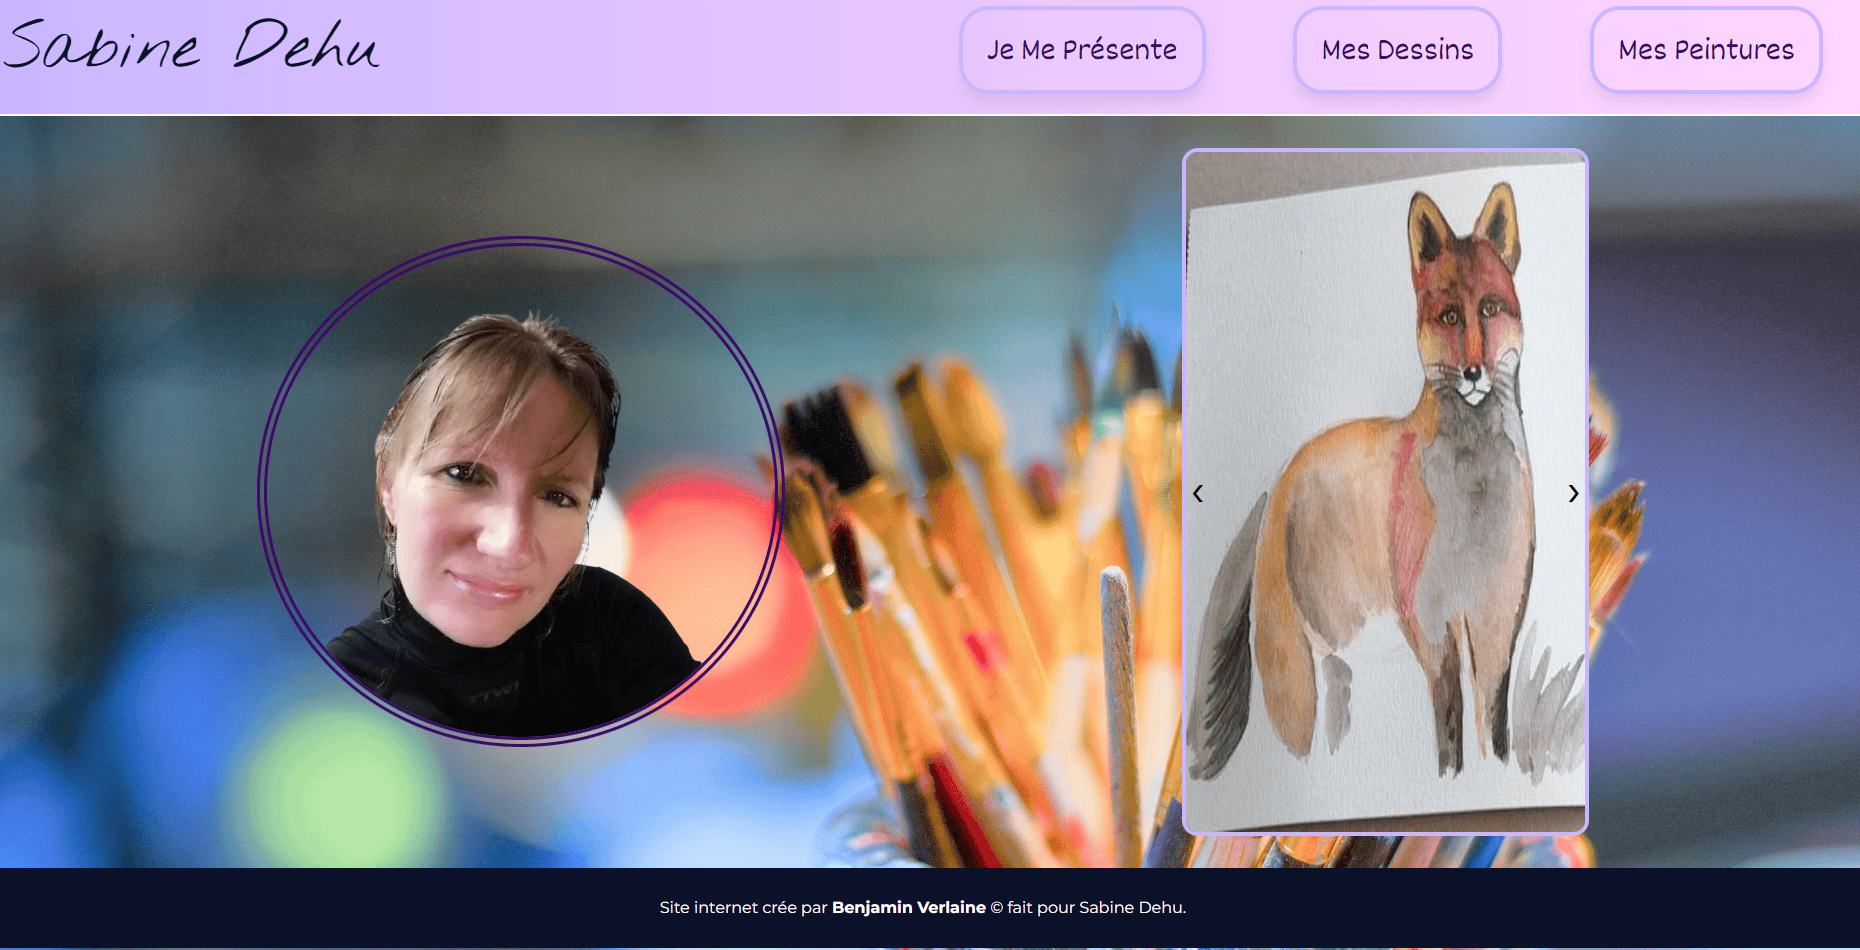 Sabine Dehu
Je Me Présente
Mes Dessins
Mes Peintures
‹ ›
Site internet crée par Benjamin Verlaine © fait pour Sabine Dehu.